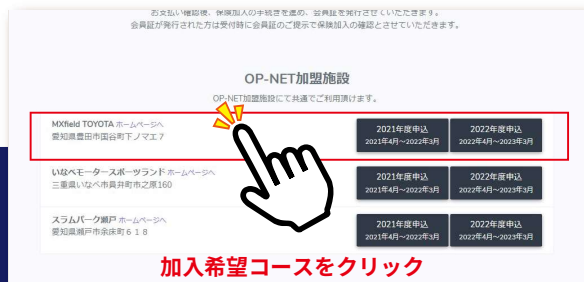 お支払い確認後、保険加入の手続きを進め、会員証を発行させていただきます。
会員証が発行された方は受付時に会員証のご提示で保険加入の確認とさせていただきます。
OP-NET加盟施設
OP-NET加盟施設にて共通でご利用頂けます。
MXfield TOYOTA ホームページへ
愛知県豊田市国谷町下ノマエ7
2021年度申込
2021年4月〜2022年3月
2022年度申込
2022年4月〜2023年3月
いなべモータースポーツランド ホームページへ
三重県いなべ市員弁町市之原160
2021年度申込
2021年4月〜2022年3月
2022年度申込
2022年4月〜2023年3月
スラムパーク瀬戸 ホームページへ
愛知県瀬戸市余床町618
2021年度申込
2021年4月〜2022年3月
2022年度申込
2022年4月〜2023年3月
加入希望コースをクリック